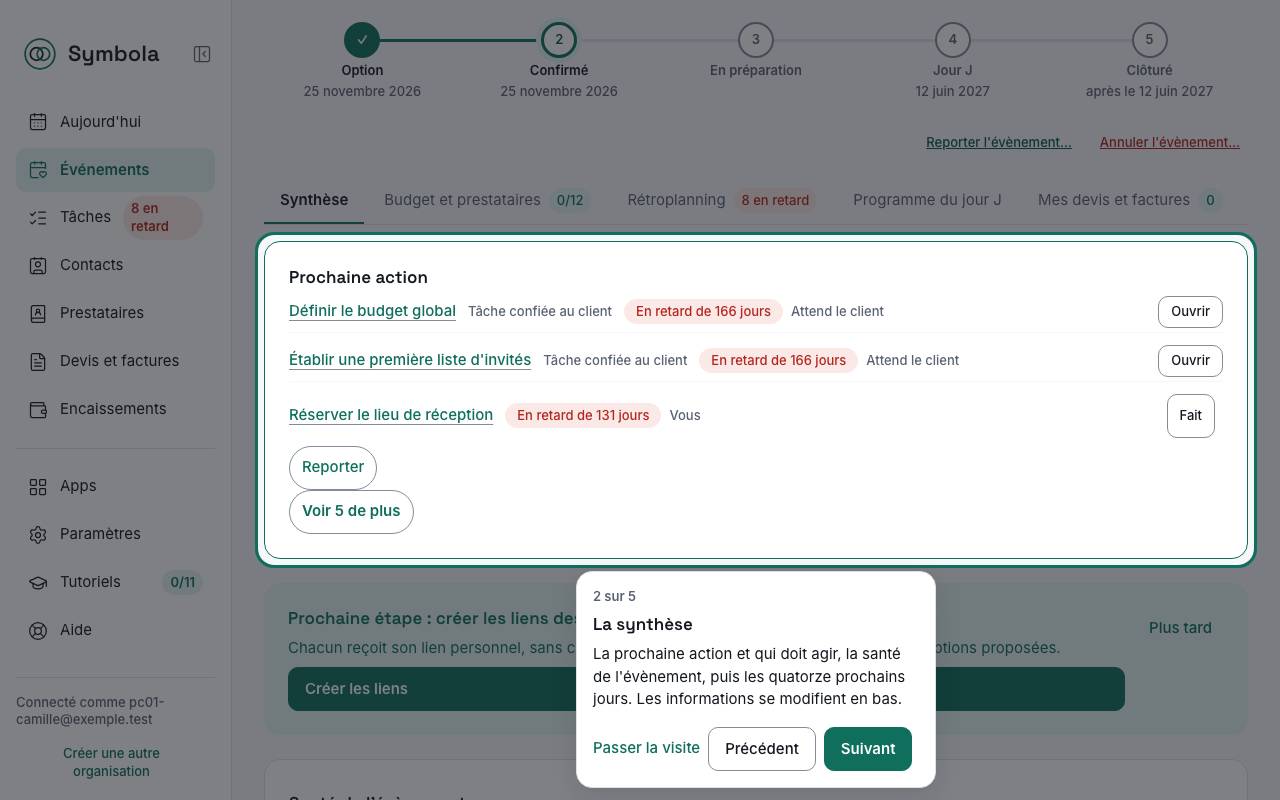 Symbola
Aujourd'hui
Événements
Tâches
8 en
retard
Contacts
Prestataires
Devis et factures
Encaissements
Apps
Paramètres
Tutoriels
0/11
Aide
Connecté comme pc01-
camille@exemple.test
Créer une autre
organisation
2
3
4
5
Option
Confirmé
En préparation
Jour J
Clôturé
25 novembre 2026
25 novembre 2026
12 juin 2027
après le 12 juin 2027
Reporter l'évènement...
Annuler l'évènement...
Synthèse
Budget et prestataires 0/12
Rétroplanning 8 en retard
Programme du jour J
Mes devis et factures 0
Prochaine action
Définir le budget global Tâche confiée au client En retard de 166 jours Attend le client Ouvrir
Établir une première liste d'invités Tâche confiée au client En retard de 166 jours Attend le client Ouvrir
Réserver le lieu de réception En retard de 131 jours Vous Fait
Reporter
Voir 5 de plus
Prochaine étape : créer les liens
Plus tard
Chacun reçoit son lien personnel, sans
proposées.
Créer les liens
2 sur 5
La synthèse
La prochaine action et qui doit agir, la santé
de l'évènement, puis les quatorze prochains
jours. Les informations se modifient en bas.
Passer la visite
Précédent
Suivant